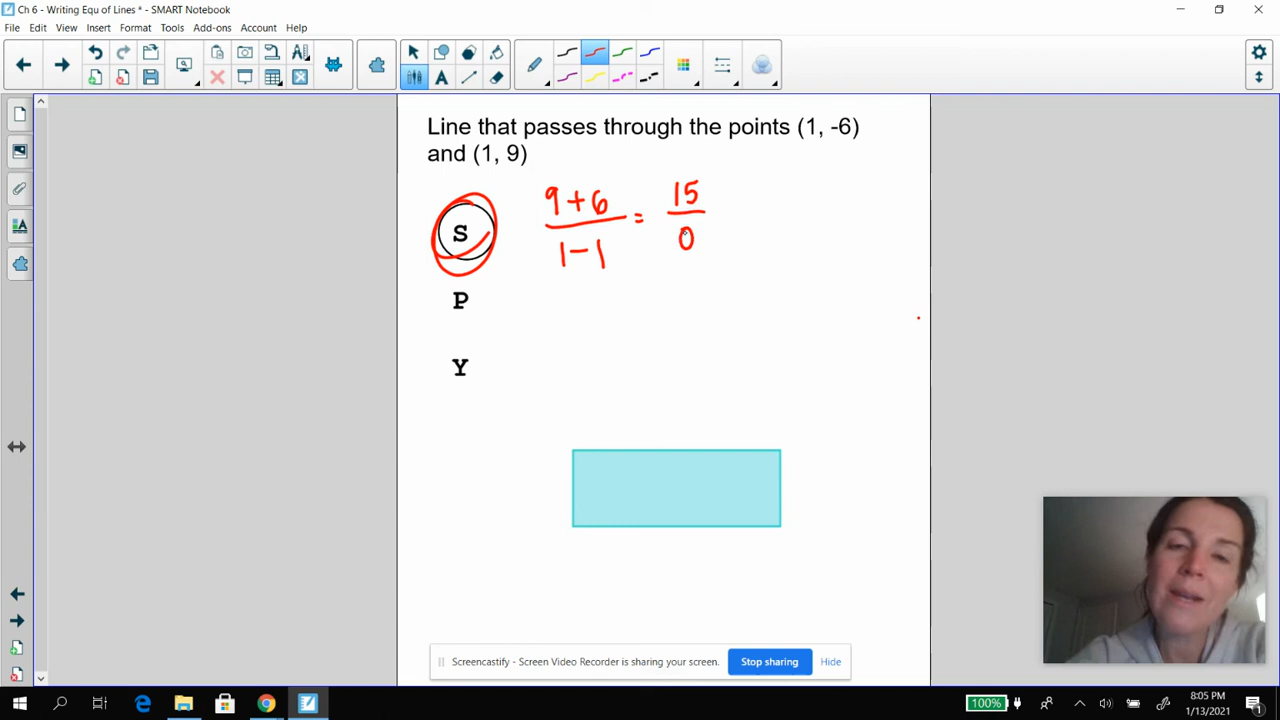 Ch 6 - Writing Equ of Lines * - SMART Notebook
File Edit View Insert Format Tools Add-ons Account Help
Line that passes through the points (1, -6)
and (1, 9)
S
9+6
1-1
=
15
0
P
Y
Screencastify - Screen Video Recorder is sharing your screen. Stop sharing Hide
100%
8:05 PM
1/13/2021
1